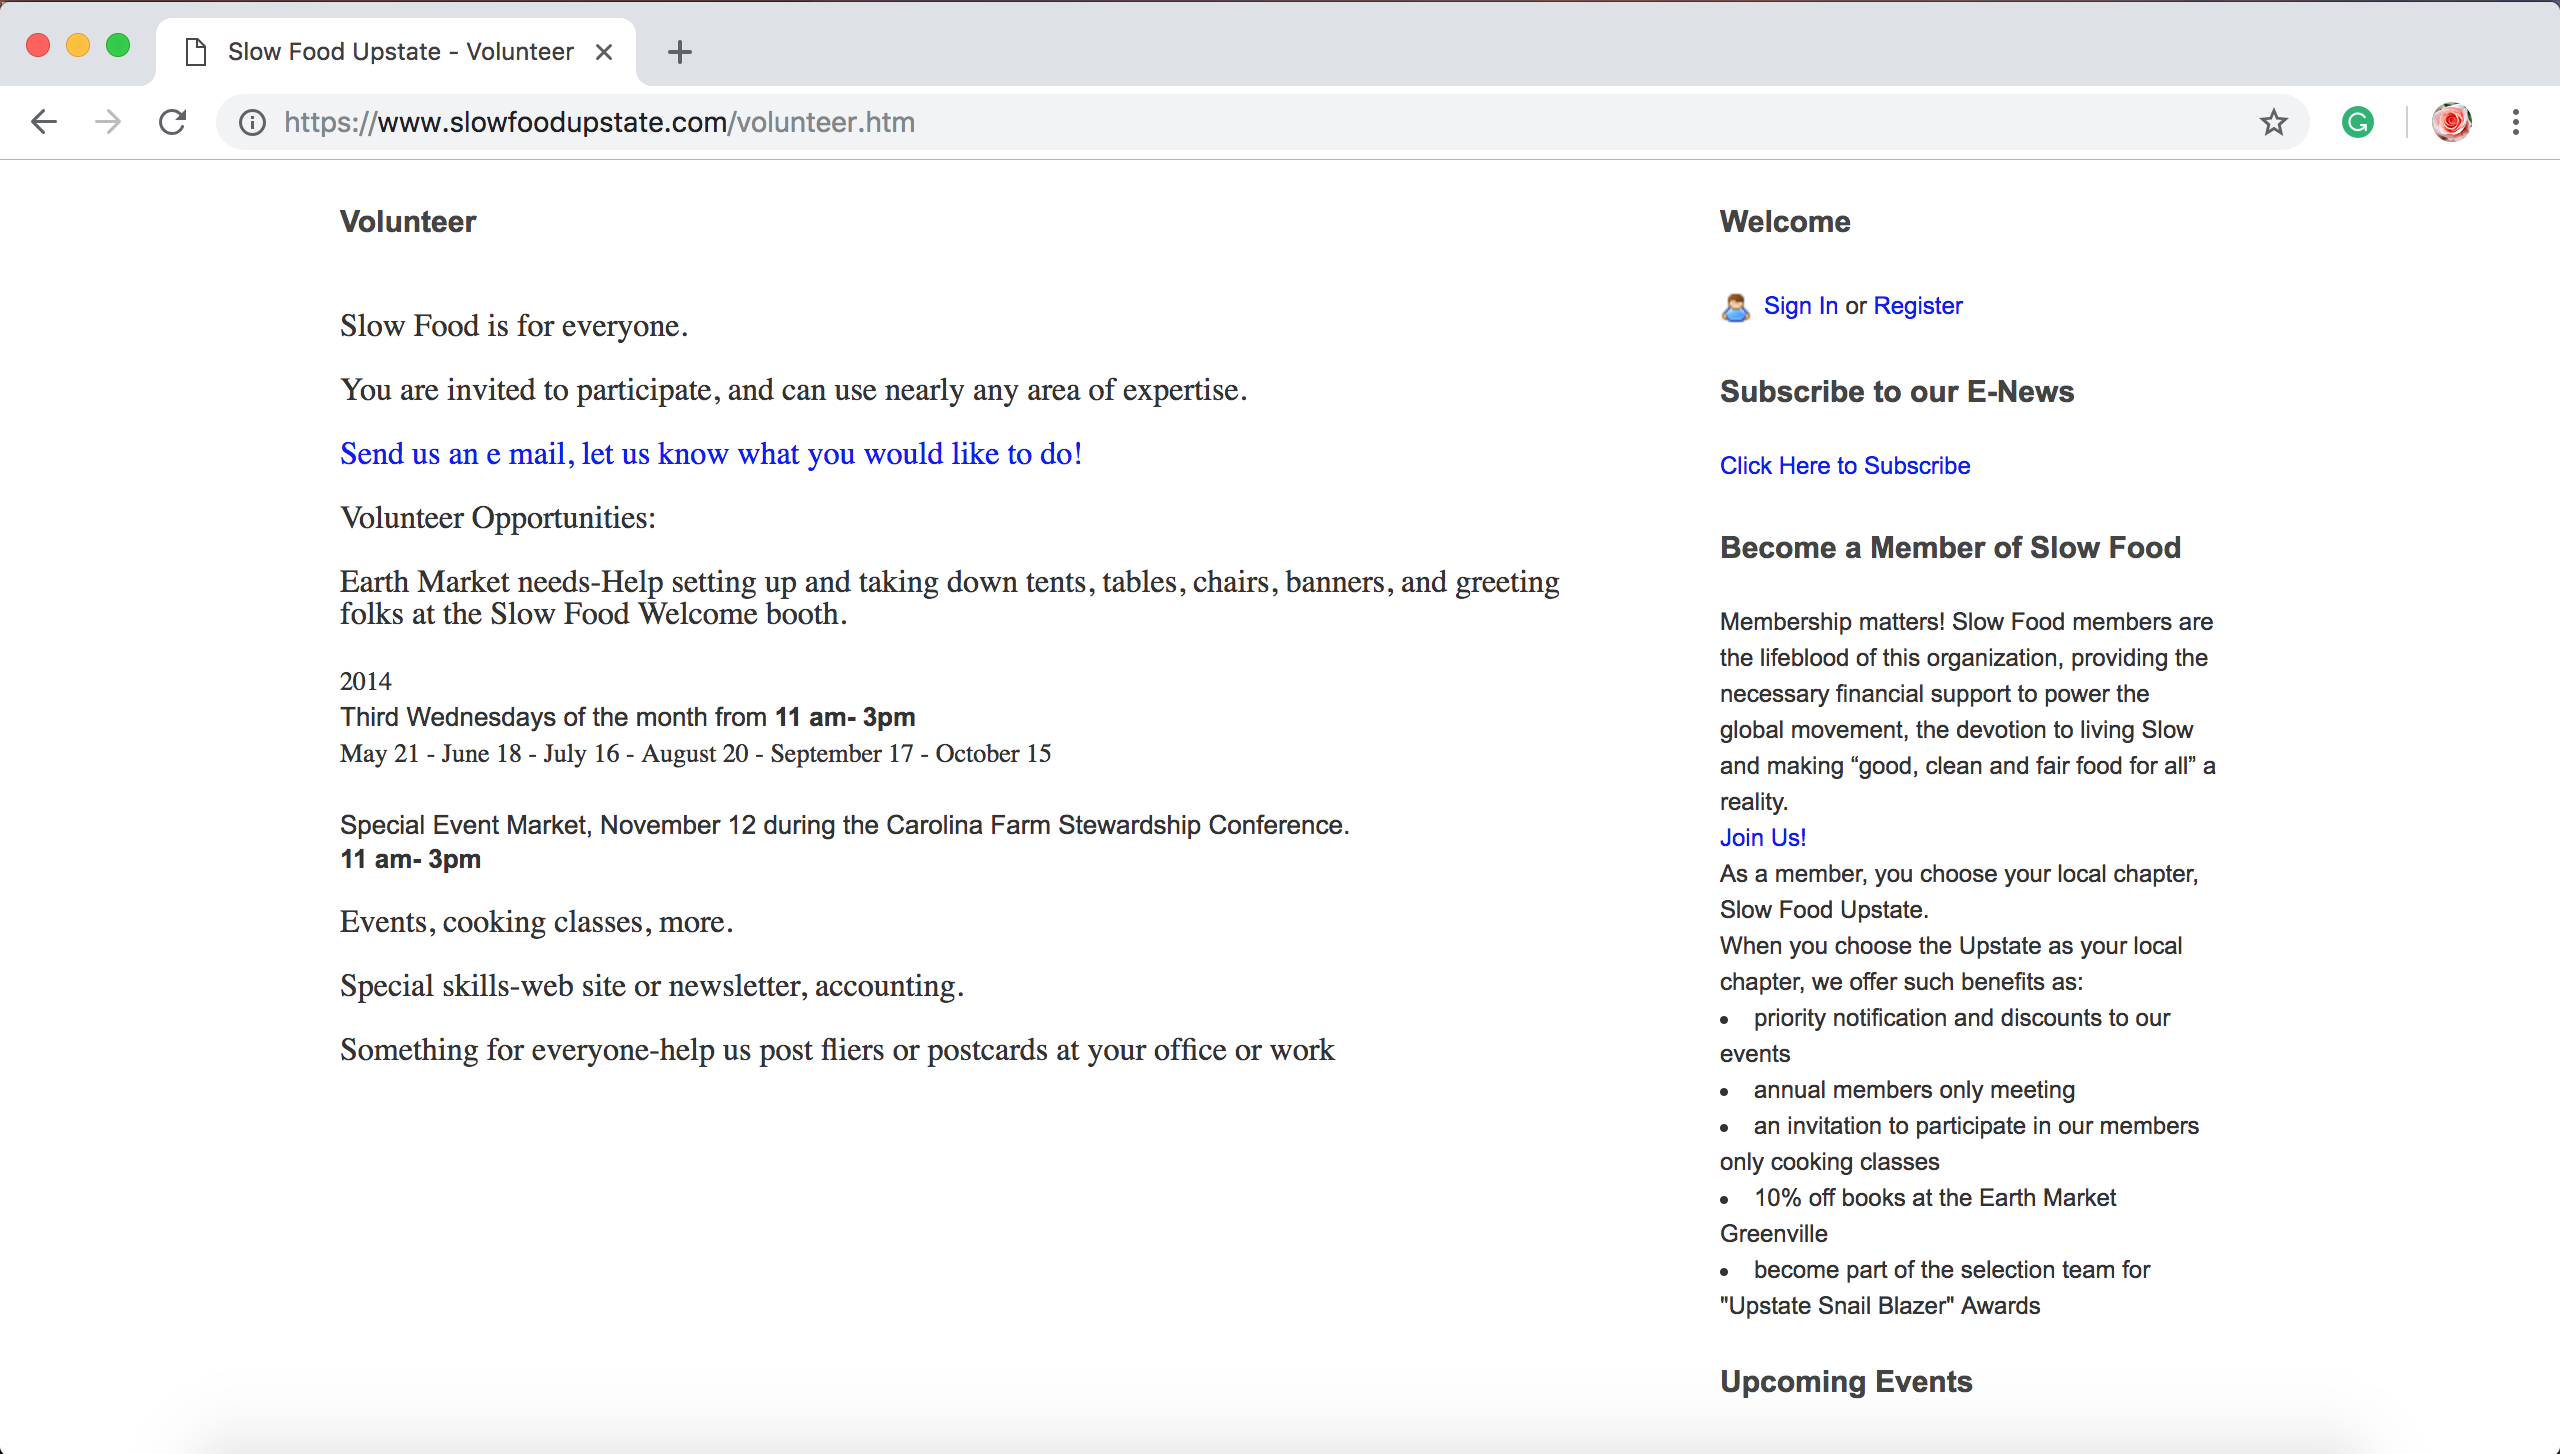 Slow Food Upstate - Volunteer
https://www.slowfoodupstate.com/volunteer.htm
Volunteer
Slow Food is for everyone.
You are invited to participate, and can use nearly any area of expertise.
Send us an e mail, let us know what you would like to do!
Volunteer Opportunities:
Earth Market needs-Help setting up and taking down tents, tables, chairs, banners, and greeting
folks at the Slow Food Welcome booth.
2014
Third Wednesdays of the month from 11 am- 3pm
May 21 - June 18 - July 16 - August 20 - September 17 - October 15
Special Event Market, November 12 during the Carolina Farm Stewardship Conference.
11 am- 3pm
Events, cooking classes, more.
Special skills-web site or newsletter, accounting.
Something for everyone-help us post fliers or postcards at your office or work
Welcome
Sign In or Register
Subscribe to our E-News
Click Here to Subscribe
Become a Member of Slow Food
Membership matters! Slow Food members are
the lifeblood of this organization, providing the
necessary financial support to power the
global movement, the devotion to living Slow
and making “good, clean and fair food for all” a
reality.
Join Us!
As a member, you choose your local chapter,
Slow Food Upstate.
When you choose the Upstate as your local
chapter, we offer such benefits as:
• priority notification and discounts to our
events
• annual members only meeting
• an invitation to participate in our members
only cooking classes
• 10% off books at the Earth Market
Greenville
• become part of the selection team for
"Upstate Snail Blazer" Awards
Upcoming Events